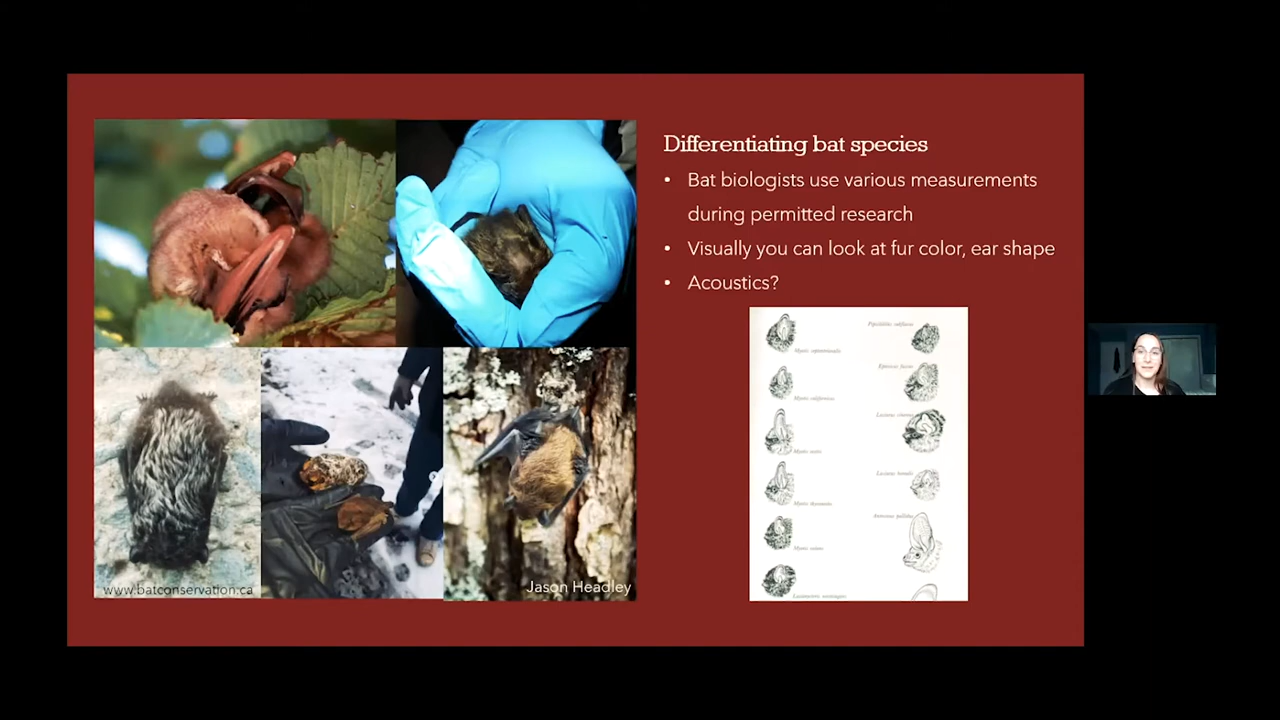 Differentiating bat species
• Bat biologists use various measurements
during permitted research
• Visually you can look at fur color, ear shape
• Acoustics?
www.batconservation.ca
Jason Headley